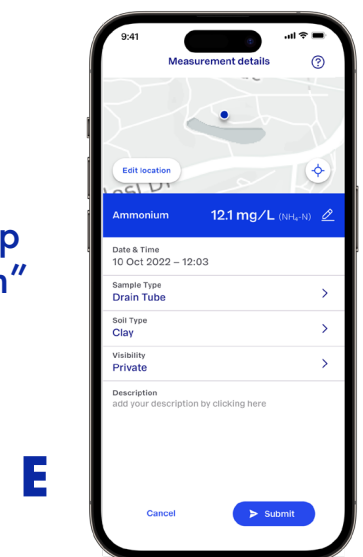 9:41
Measurement details
?
Edit location
Ammonium 12.1 mg/L (NH₄-N)
Date & Time
10 Oct 2022 – 12:03
Sample Type
Drain Tube
Soil Type
Clay
Visibility
Private
Description
add your description by clicking here
Cancel
Submit
p
n”
E